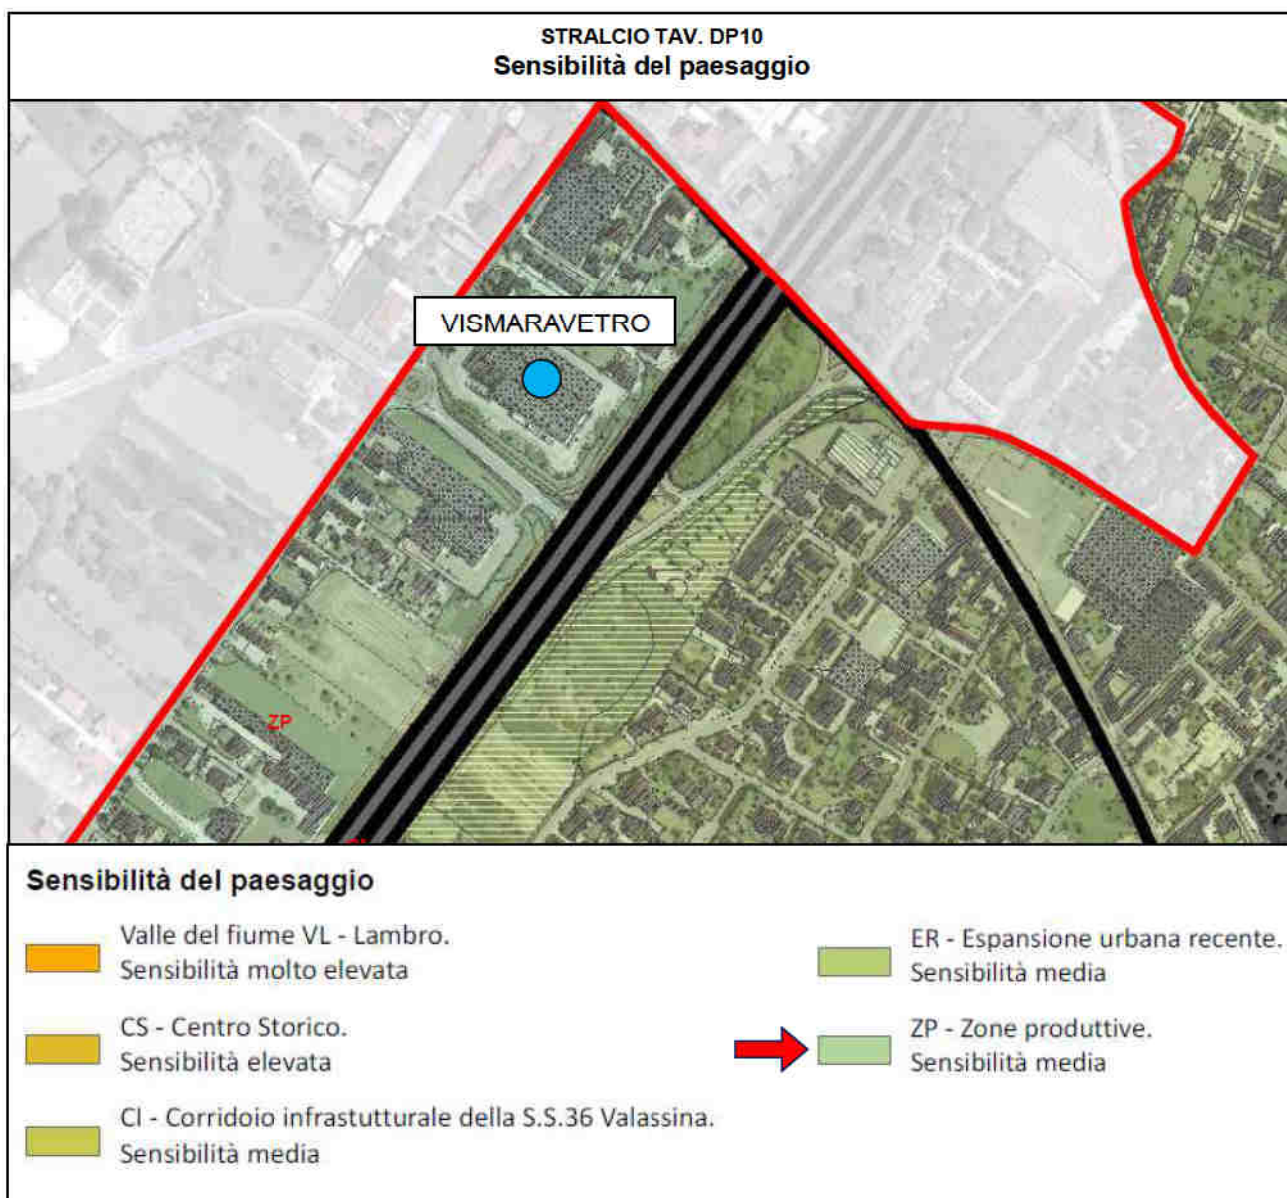 STRALCIO TAV. DP10
Sensibilità del paesaggio
VISMARAVETRO
ZP
Sensibilità del paesaggio
Valle del fiume VL - Lambro.
Sensibilità molto elevata
CS - Centro Storico.
Sensibilità elevata
CI - Corridoio infrastutturale della S.S.36 Valassina.
Sensibilità media
ER - Espansione urbana recente.
Sensibilità media
ZP - Zone produttive.
Sensibilità media